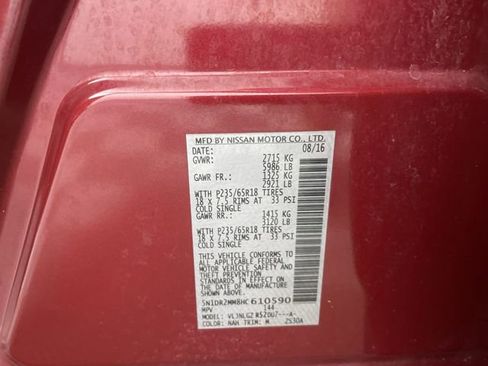 MFD BY NISSAN MOTOR CO., LTD.
DATE: 08/16
GVWR: 2715 KG
5986 LB
GAWR FR.: 1325 KG
2921 LB
WITH P235/65R18 TIRES
18 X 7.5 RIMS AT 33 PSI
COLD SINGLE
GAWR RR.: 1415 KG
3120 LB
WITH P235/65R18 TIRES
18 X 7.5 RIMS AT 33 PSI
COLD SINGLE
THIS VEHICLE CONFORMS TO
ALL APPLICABLE FEDERAL
MOTOR VEHICLE SAFETY
STANDARDS IN EFFECT ON THE
DATE OF MANUFACTURE SHOWN
ABOVE.
5N1DR2MM8HC610590
MPV 144
MODEL:
COLOR: NAH TRIM: M 2530A